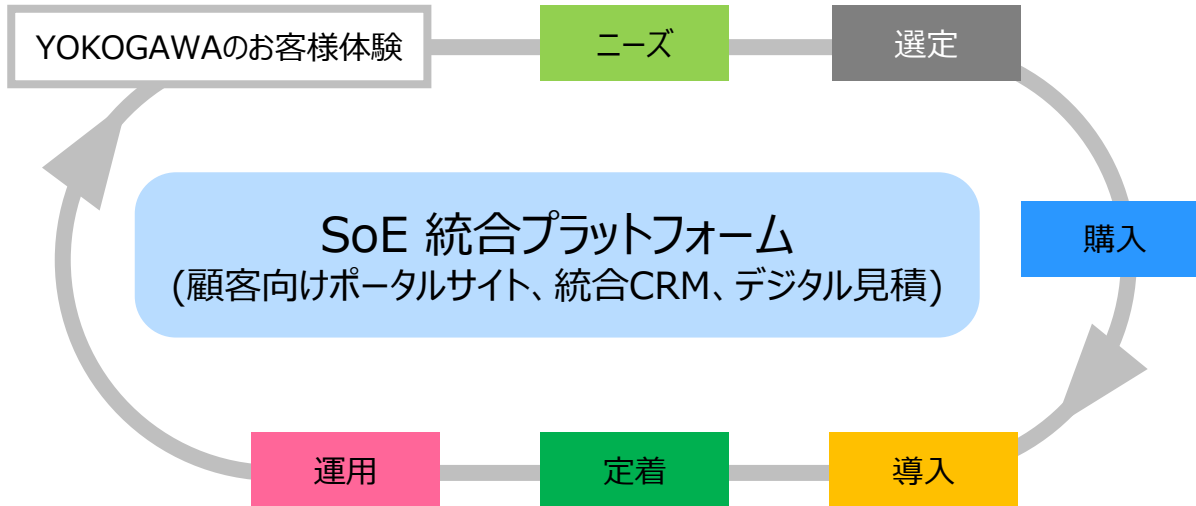 YOKOGAWAのお客様体験
ニーズ
選定
SoE 統合プラットフォーム
(顧客向けポータルサイト、統合CRM、デジタル見積)
購入
運用
定着
導入